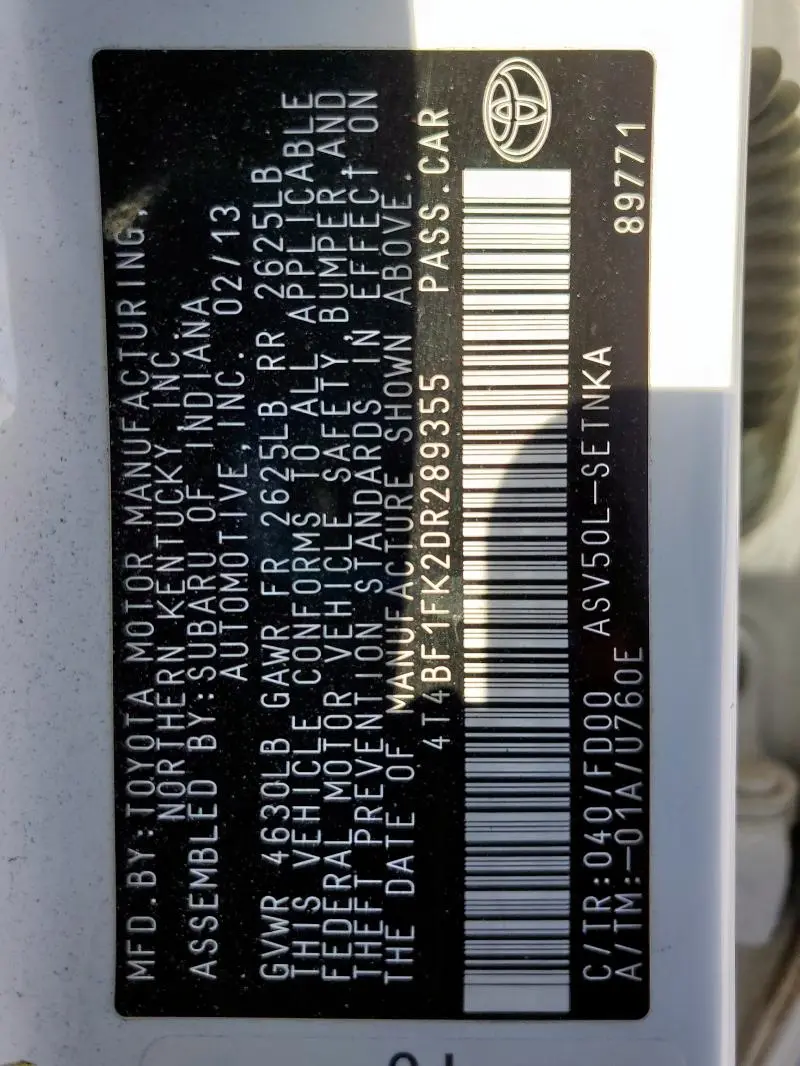 MFD.BY:TOYOTA MOTOR MANUFACTURING,
NORTHERN KENTUCKY INC.
ASSEMBLED BY:SUBARU OF INDIANA
AUTOMOTIVE, INC. 02/13
GVWR 4630LB GAWR FR 2625LB RR 2625LB
THIS VEHICLE CONFORMS TO ALL APPLICABLE
FEDERAL MOTOR VEHICLE SAFETY, BUMPER AND
THEFT PREVENTION STANDARDS IN EFFECT ON
THE DATE OF MANUFACTURE SHOWN ABOVE.
4T4BF1FK2DR289355 PASS.CAR
C/TR:040/FD00 ASV50L-SETNKA
A/TM:-01A/U760E 89771